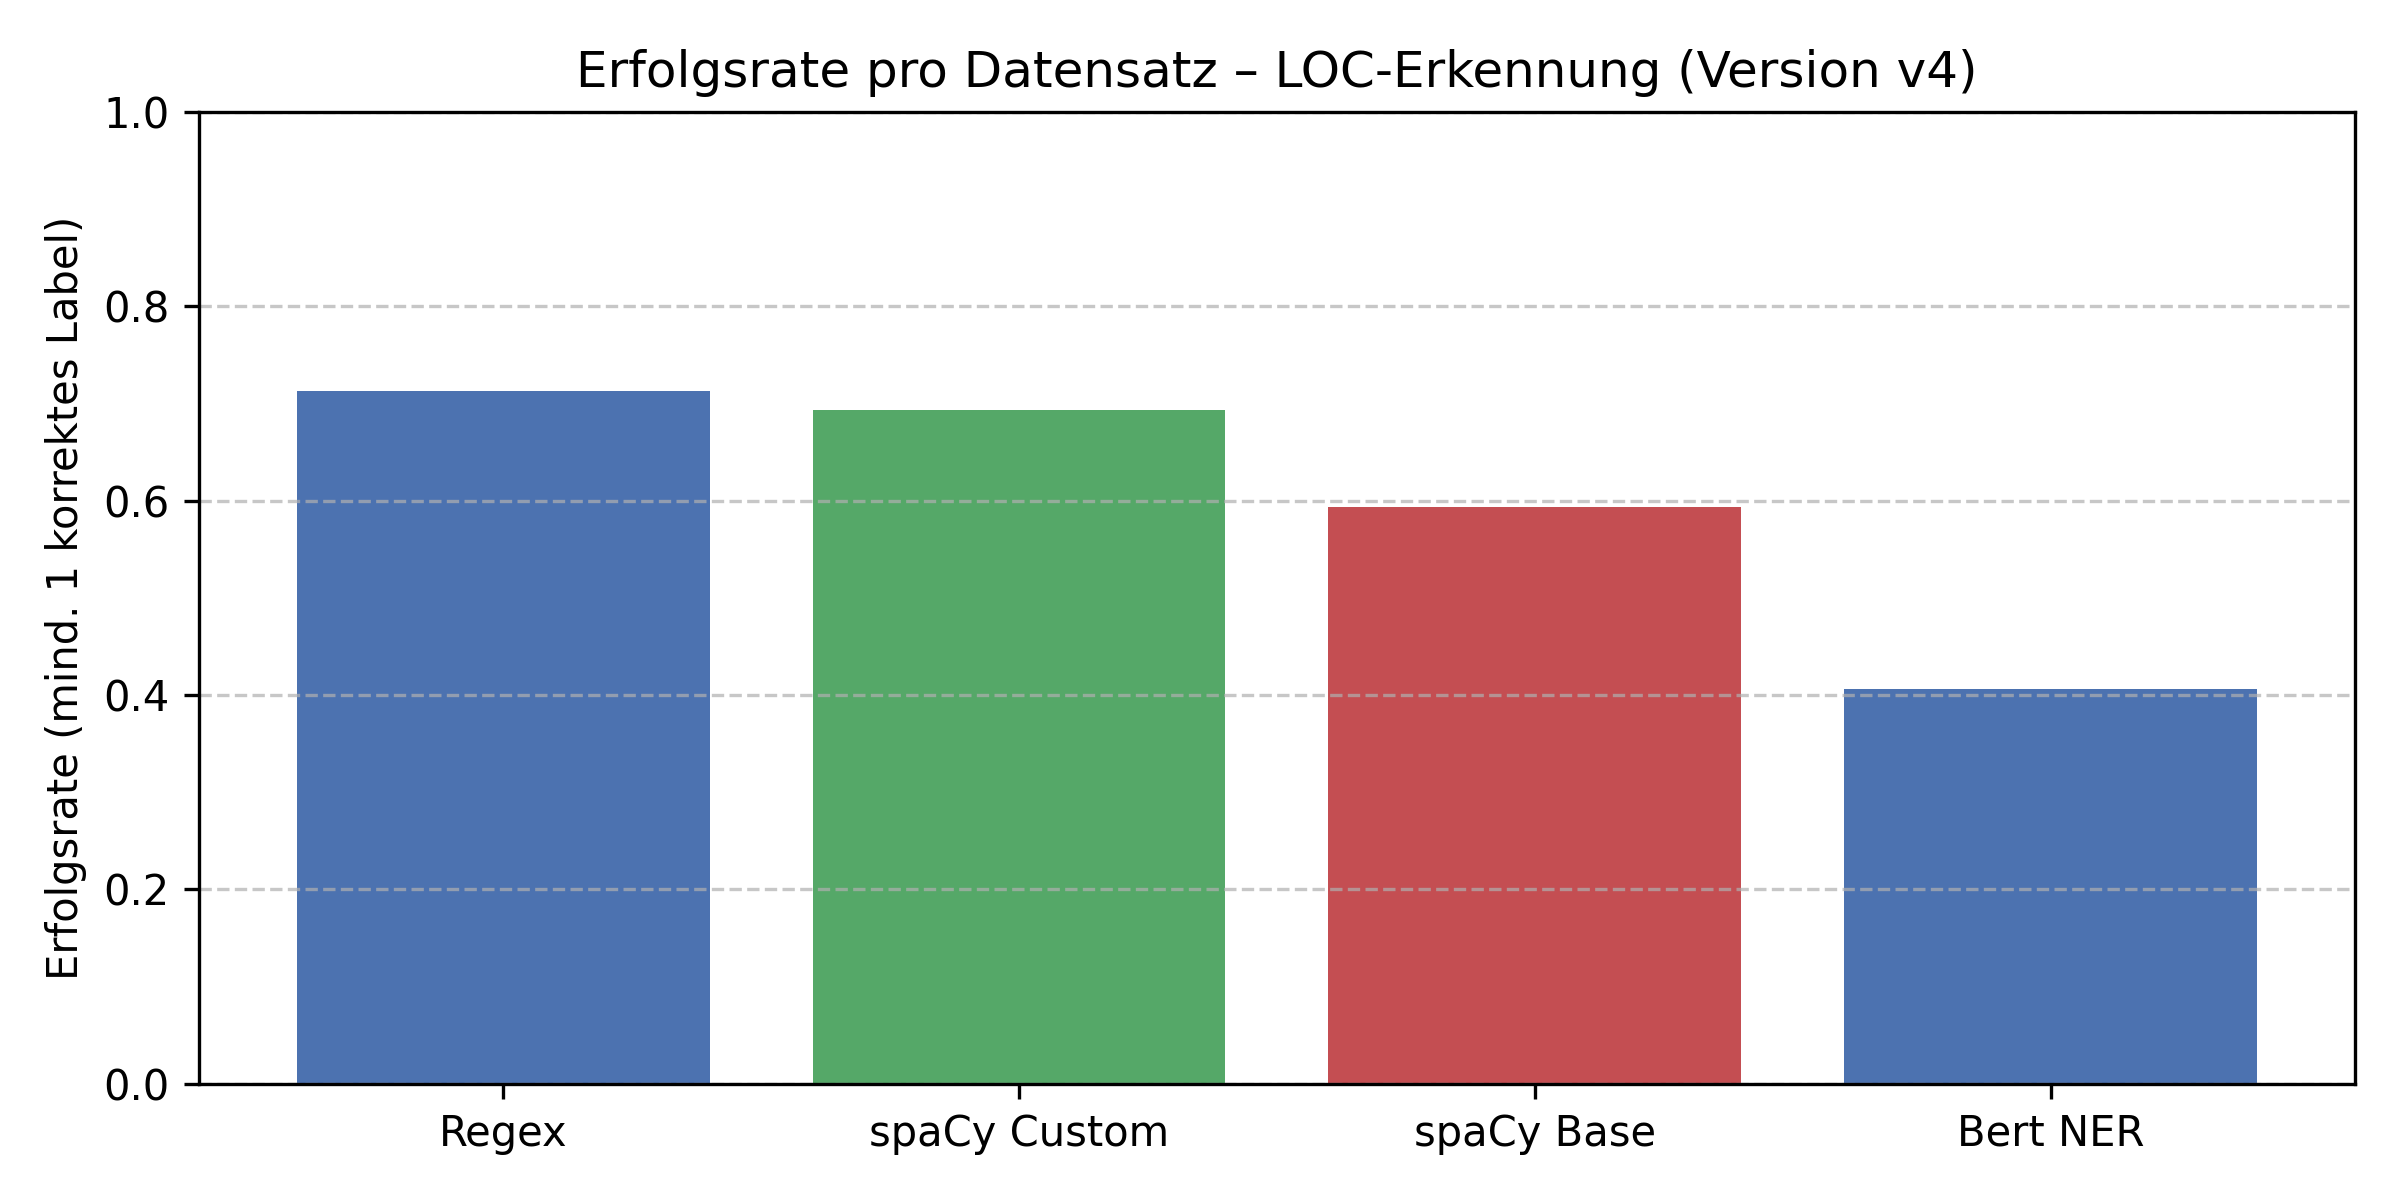 Erfolgsrate pro Datensatz – LOC-Erkennung (Version v4)
Erfolgsrate (mind. 1 korrektes Label)
1.0
0.8
0.6
0.4
0.2
0.0
Regex
spaCy Custom
spaCy Base
Bert NER